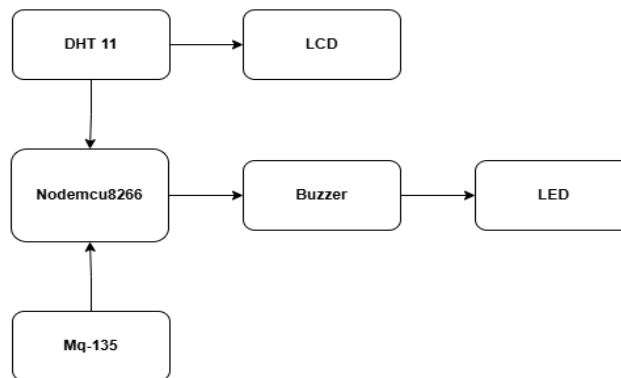 DHT 11
LCD
Nodemcu8266
Buzzer
LED
Mq-135